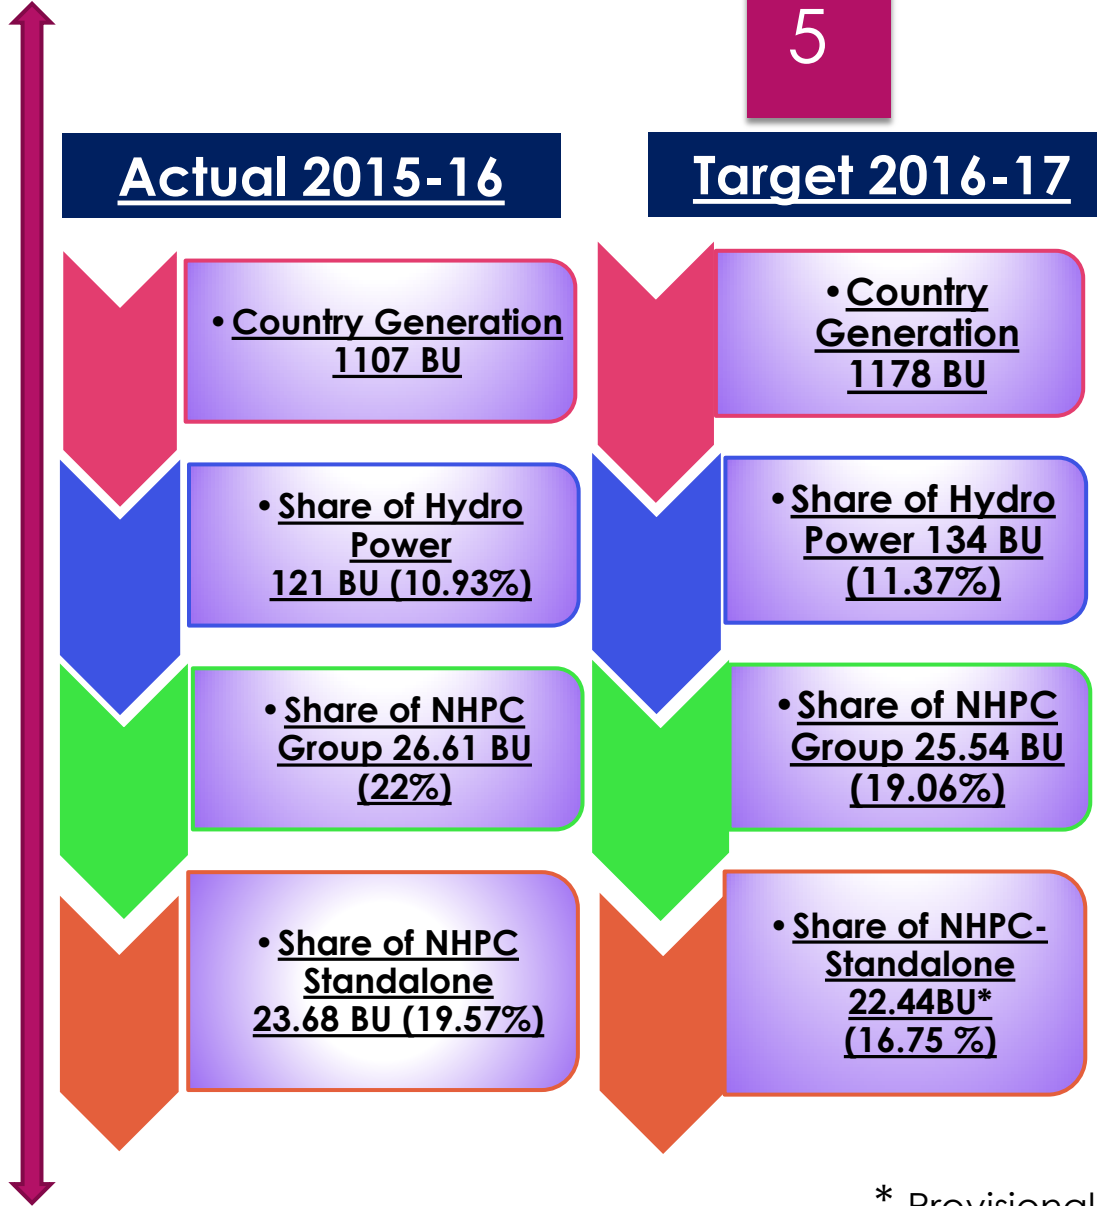 5
Actual 2015-16
• Country Generation
1107 BU
• Share of Hydro
Power
121 BU (10.93%)
• Share of NHPC
Group 26.61 BU
(22%)
• Share of NHPC
Standalone
23.68 BU (19.57%)
Target 2016-17
• Country
Generation
1178 BU
• Share of Hydro
Power 134 BU
(11.37%)
• Share of NHPC
Group 25.54 BU
(19.06%)
• Share of NHPC-
Standalone
22.44BU*
(16.75 %)
* Provisional